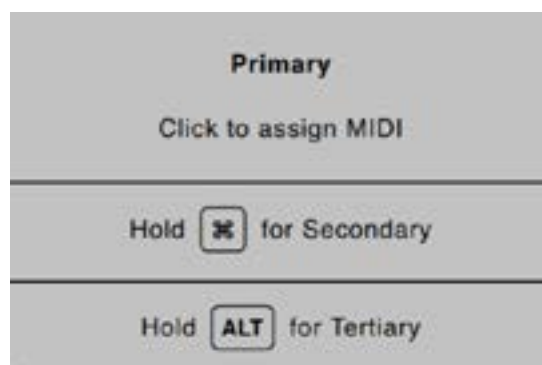 Primary
Click to assign MIDI
Hold ⌘ for Secondary
Hold ALT for Tertiary